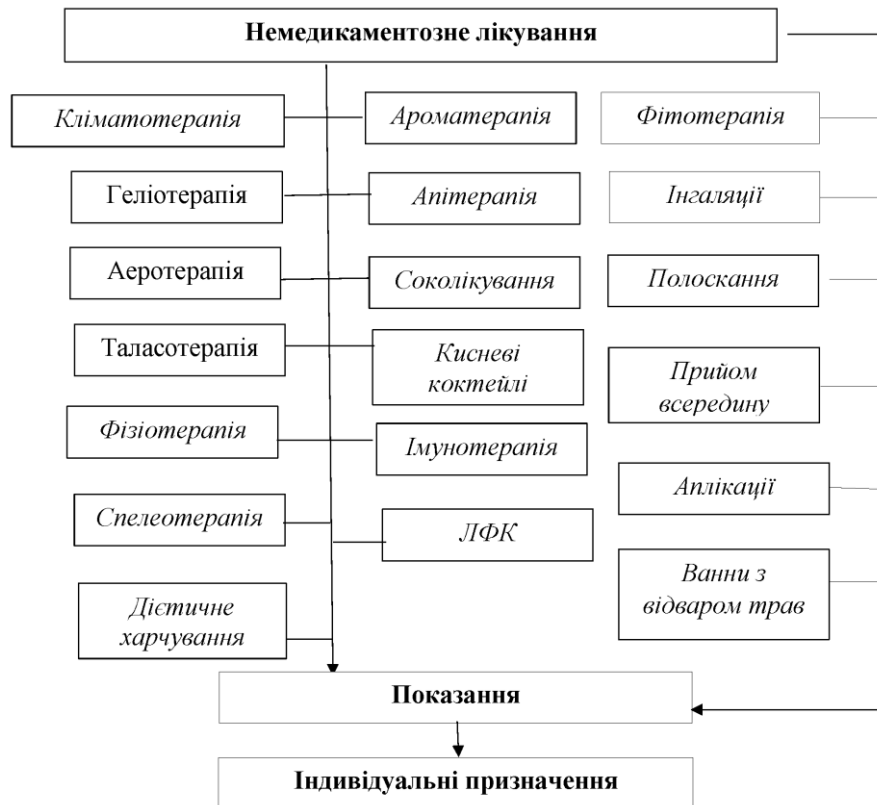 Немедикаментозне лікування
Кліматотерапія
Ароматерапія
Фітотерапія
Геліотерапія
Апітерапія
Інгаляції
Аеротерапія
Соколікування
Полоскання
Таласотерапія
Кисневі
коктейлі
Прийом
всередину
Фізіотерапія
Імунотерапія
Аплікації
Спелеотерапія
ЛФК
Ванни з
відваром трав
Дієтичне
харчування
Показання
Індивідуальні призначення